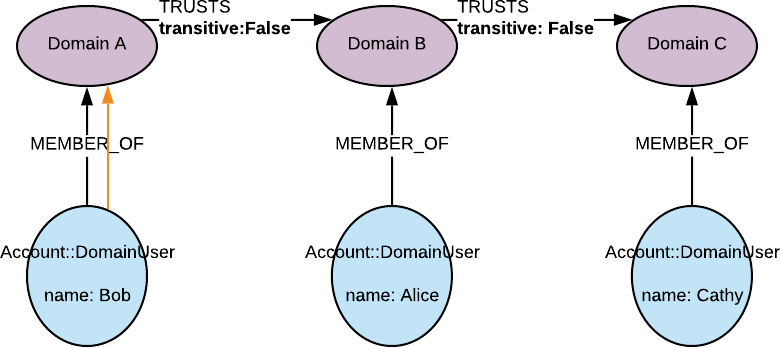 TRUSTS
transitive:False
TRUSTS
transitive: False
Domain A
Domain B
Domain C
MEMBER_OF
MEMBER_OF
MEMBER_OF
Account::DomainUser
name: Bob
Account::DomainUser
name: Alice
Account::DomainUser
name: Cathy